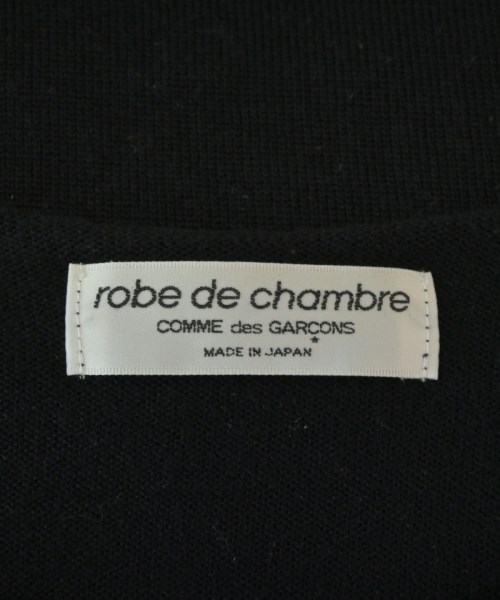 robe de chambre
COMME des GARÇONS
MADE IN JAPAN